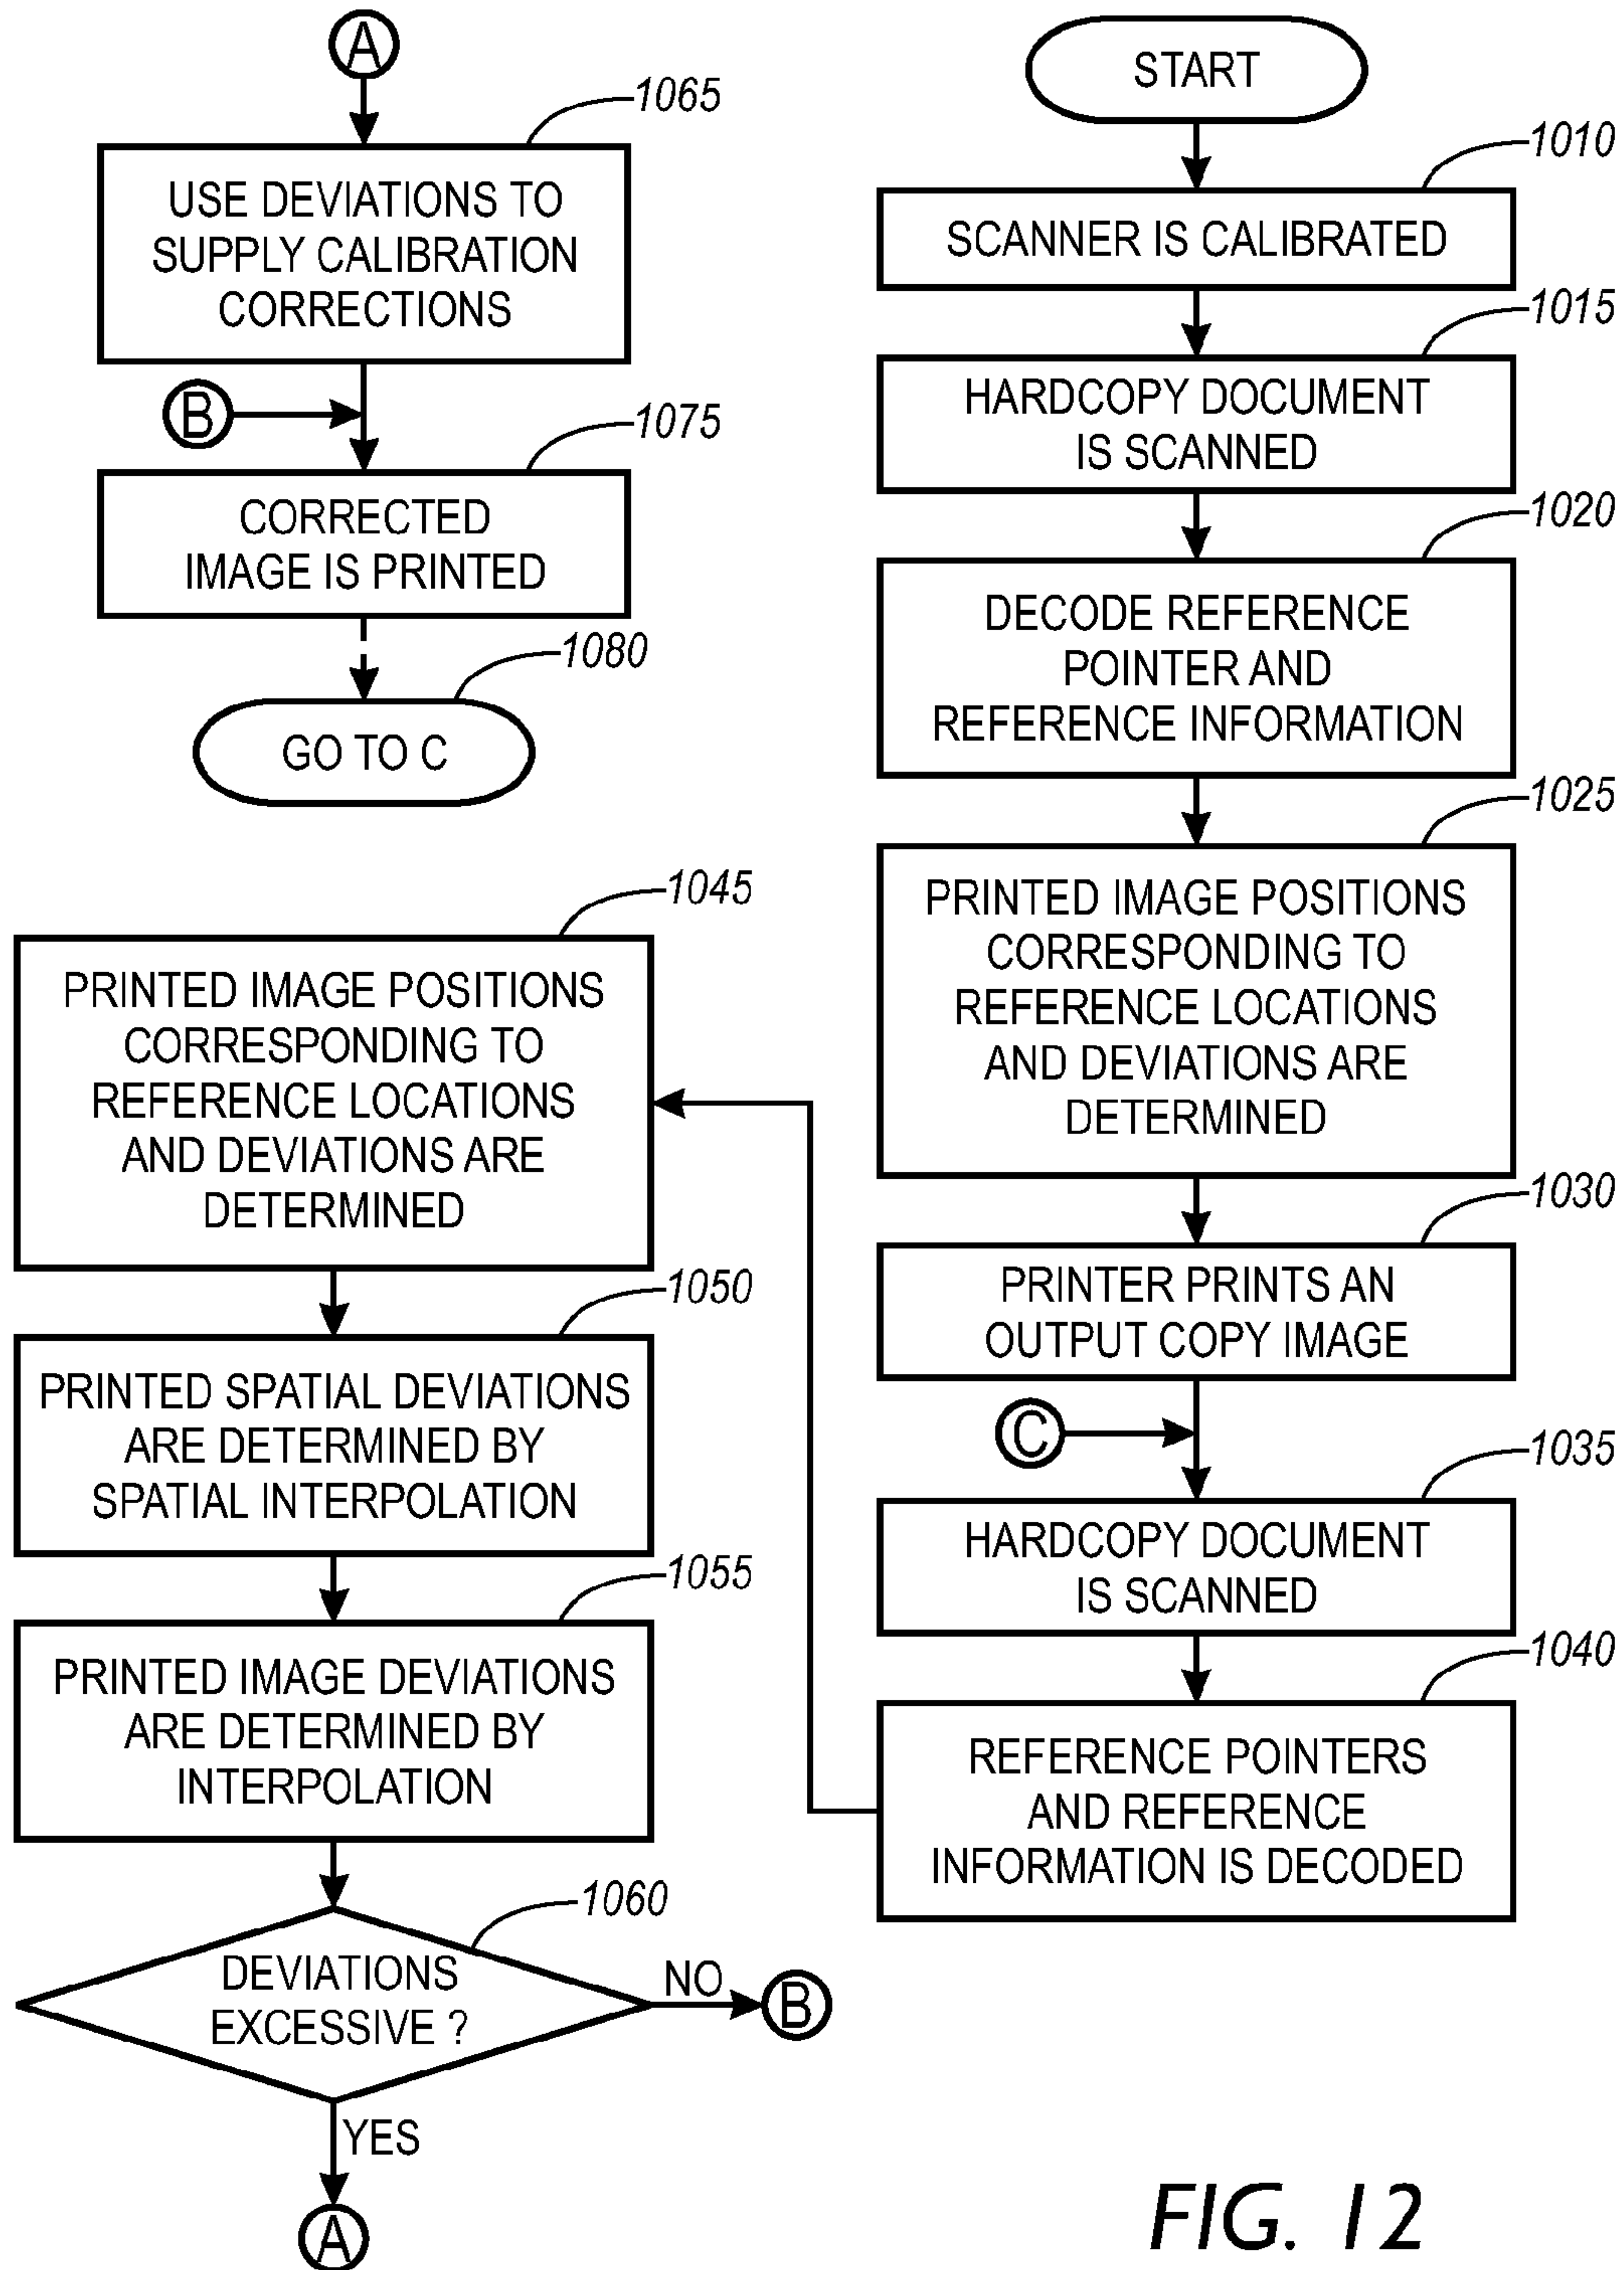 A
1065
USE DEVIATIONS TO
SUPPLY CALIBRATION
CORRECTIONS
B
1075
CORRECTED
IMAGE IS PRINTED
1080
GO TO C
1045
PRINTED IMAGE POSITIONS
CORRESPONDING TO
REFERENCE LOCATIONS
AND DEVIATIONS ARE
DETERMINED
1050
PRINTED SPATIAL DEVIATIONS
ARE DETERMINED BY
SPATIAL INTERPOLATION
1055
PRINTED IMAGE DEVIATIONS
ARE DETERMINED BY
INTERPOLATION
1060
DEVIATIONS
EXCESSIVE ?
NO
B
YES
A
START
1010
SCANNER IS CALIBRATED
1015
HARDCOPY DOCUMENT
IS SCANNED
1020
DECODE REFERENCE
POINTER AND
REFERENCE INFORMATION
1025
PRINTED IMAGE POSITIONS
CORRESPONDING TO
REFERENCE LOCATIONS
AND DEVIATIONS ARE
DETERMINED
1030
PRINTER PRINTS AN
OUTPUT COPY IMAGE
C
1035
HARDCOPY DOCUMENT
IS SCANNED
1040
REFERENCE POINTERS
AND REFERENCE
INFORMATION IS DECODED
FIG. 12